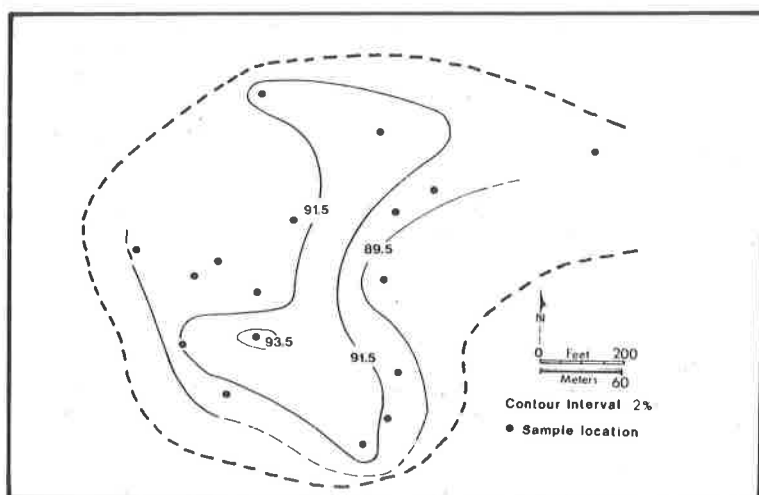 91.5
89.5
93.5
91.5
N
0 Feet 200
Meters 60
Contour Interval 2%
● Sample location